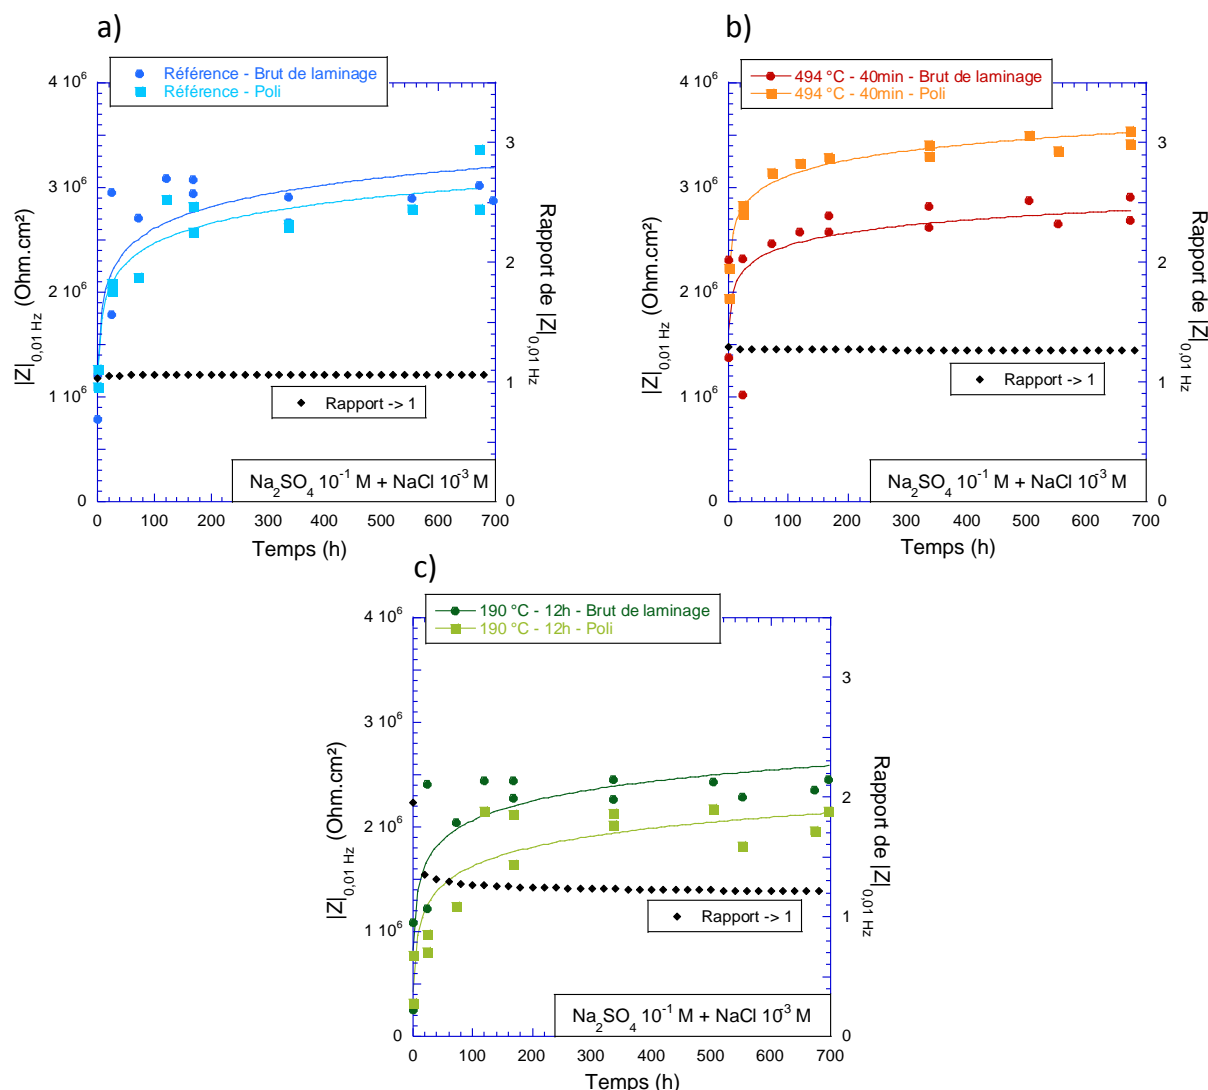 a)
Référence - Brut de laminage
Référence - Poli
4 10⁶
3 10⁶
2 10⁶
1 10⁶
0
3
2
1
0
|Z|0,01 Hz (Ohm.cm²)
Rapport de |Z|0,01 Hz
Rapport -> 1
Na₂SO₄ 10⁻¹ M + NaCl 10⁻³ M
0 100 200 300 400 500 600 700
Temps (h)
b)
494 °C - 40min - Brut de laminage
494 °C - 40min - Poli
4 10⁶
3 10⁶
2 10⁶
1 10⁶
0
3
2
1
0
|Z|0,01 Hz (Ohm.cm²)
Rapport de |Z|0,01 Hz
Rapport -> 1
Na₂SO₄ 10⁻¹ M + NaCl 10⁻³ M
0 100 200 300 400 500 600 700
Temps (h)
c)
190 °C - 12h - Brut de laminage
190 °C - 12h - Poli
4 10⁶
3 10⁶
2 10⁶
1 10⁶
0
3
2
1
0
|Z|0,01 Hz (Ohm.cm²)
Rapport de |Z|0,01 Hz
Rapport -> 1
Na₂SO₄ 10⁻¹ M + NaCl 10⁻³ M
0 100 200 300 400 500 600 700
Temps (h)